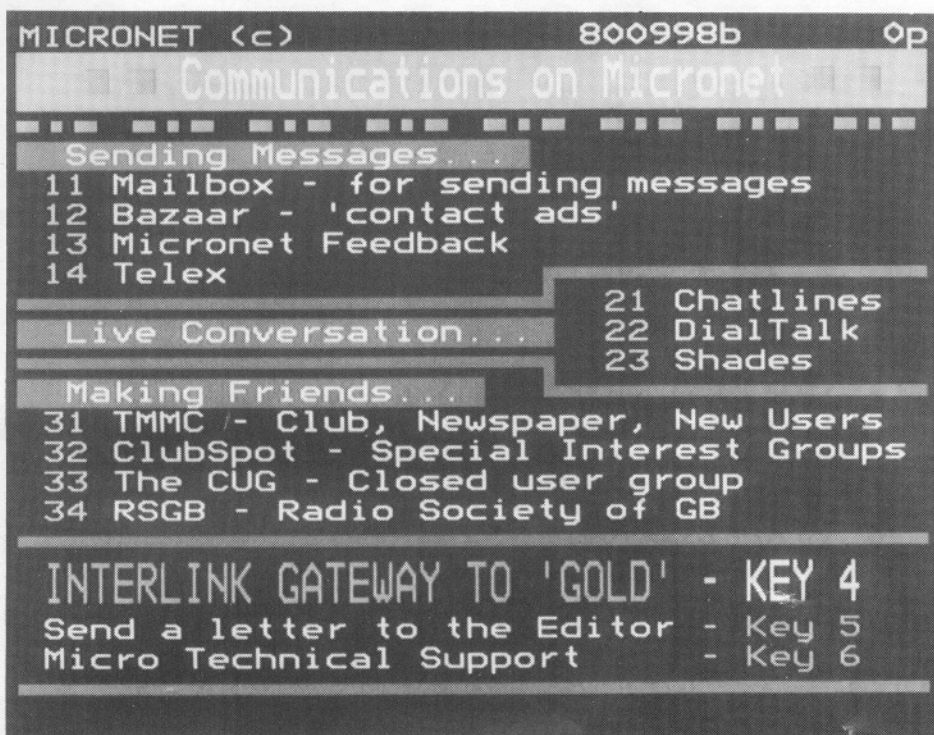 MICRONET (c) 800998b 0p
Communications on Micronet
Sending Messages...
11 Mailbox - for sending messages
12 Bazaar - 'contact ads'
13 Micronet Feedback
14 Telex
Live Conversation...
21 Chatlines
22 DialTalk
23 Shades
Making Friends...
31 TMMC - Club, Newspaper, New Users
32 ClubSpot - Special Interest Groups
33 The CUG - Closed user group
34 RSGB - Radio Society of GB
INTERLINK GATEWAY TO 'GOLD' - KEY 4
Send a letter to the Editor - Key 5
Micro Technical Support - Key 6